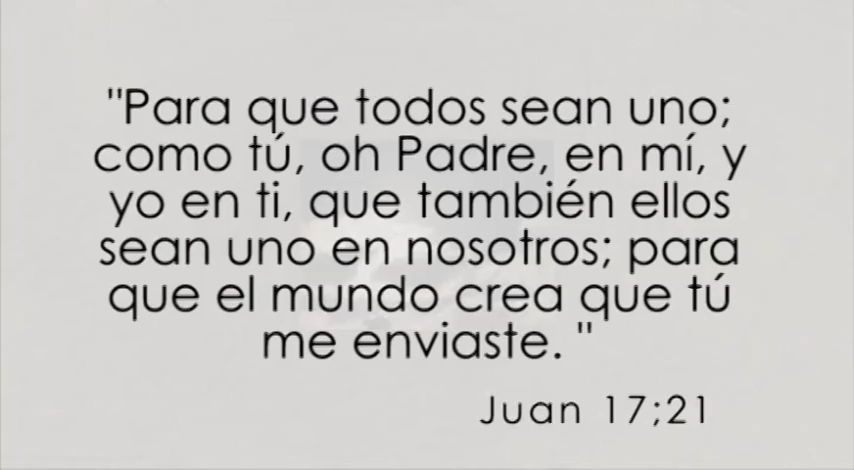 "Para que todos sean uno;
como tú, oh Padre, en mí, y
yo en ti, que también ellos
sean uno en nosotros; para
que el mundo crea que tú
me enviaste. "
Juan 17;21